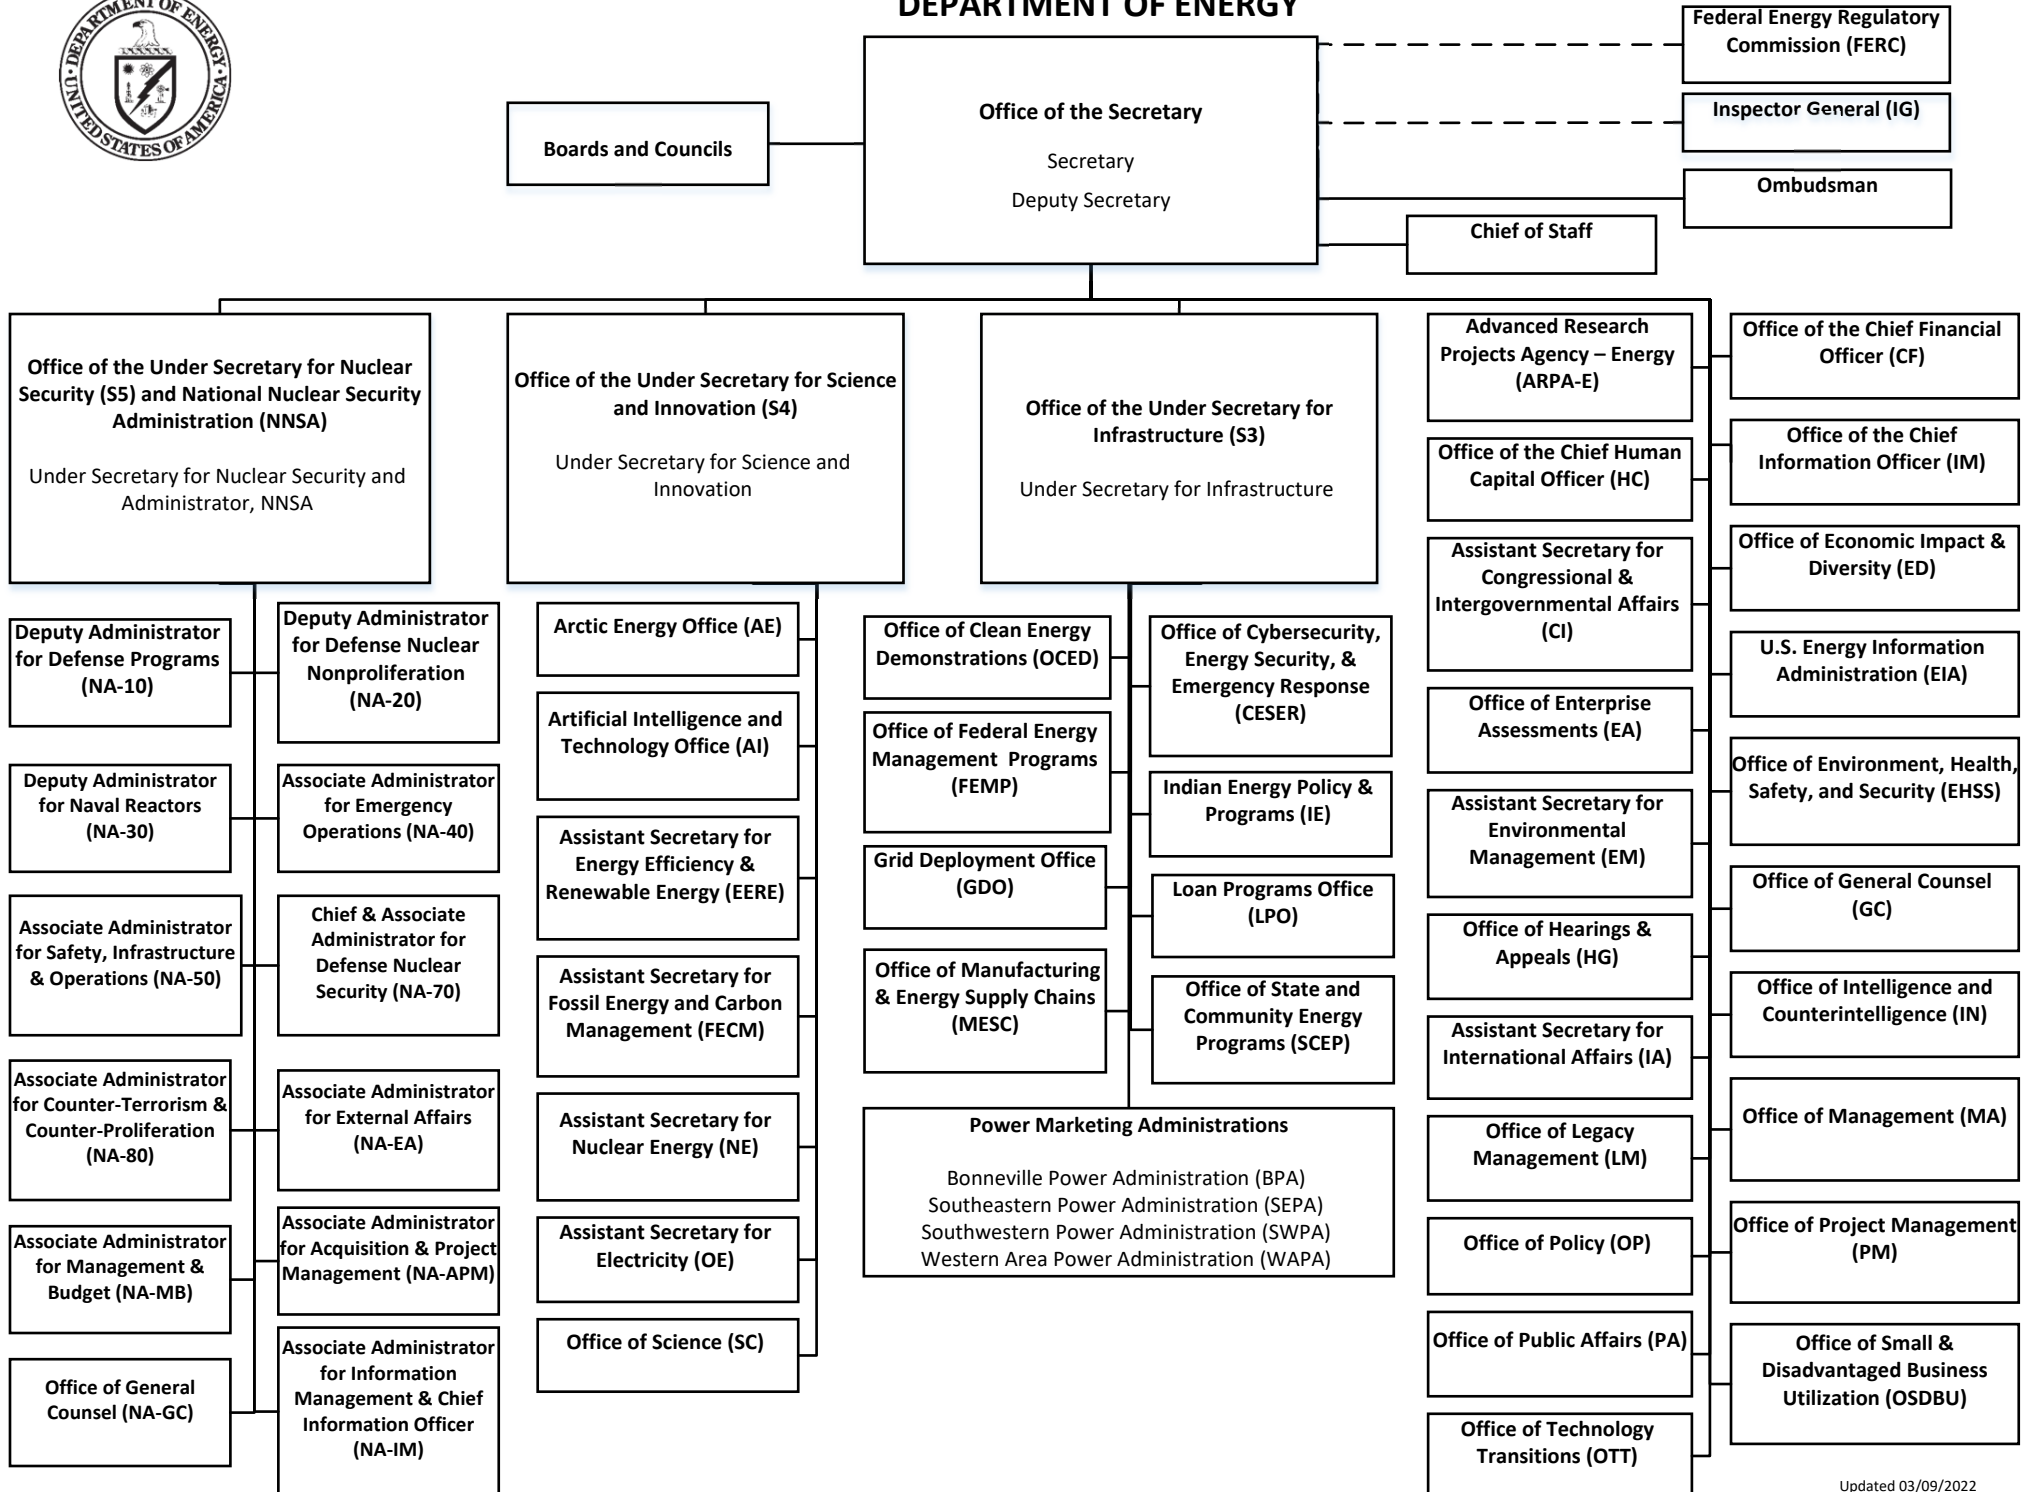 DEPARTMENT OF ENERGY
DEPARTMENT OF ENERGY
UNITED STATES OF AMERICA
Federal Energy Regulatory
Commission (FERC)
Inspector General (IG)
Ombudsman
Chief of Staff
Boards and Councils
Office of the Secretary
Secretary
Deputy Secretary
Office of the Under Secretary for Nuclear
Security (S5) and National Nuclear Security
Administration (NNSA)
Under Secretary for Nuclear Security and
Administrator, NNSA
Deputy Administrator
for Defense Programs
(NA-10)
Deputy Administrator
for Defense Nuclear
Nonproliferation
(NA-20)
Deputy Administrator
for Naval Reactors
(NA-30)
Associate Administrator
for Emergency
Operations (NA-40)
Associate Administrator
for Safety, Infrastructure
& Operations (NA-50)
Chief & Associate
Administrator for
Defense Nuclear
Security (NA-70)
Associate Administrator
for Counter-Terrorism &
Counter-Proliferation
(NA-80)
Associate Administrator
for External Affairs
(NA-EA)
Associate Administrator
for Management &
Budget (NA-MB)
Associate Administrator
for Acquisition & Project
Management (NA-APM)
Office of General
Counsel (NA-GC)
Associate Administrator
for Information
Management & Chief
Information Officer
(NA-IM)
Office of the Under Secretary for Science
and Innovation (S4)
Under Secretary for Science and
Innovation
Arctic Energy Office (AE)
Artificial Intelligence and
Technology Office (AI)
Assistant Secretary for
Energy Efficiency &
Renewable Energy (EERE)
Assistant Secretary for
Fossil Energy and Carbon
Management (FECM)
Assistant Secretary for
Nuclear Energy (NE)
Assistant Secretary for
Electricity (OE)
Office of Science (SC)
Office of the Under Secretary for
Infrastructure (S3)
Under Secretary for Infrastructure
Office of Clean Energy
Demonstrations (OCED)
Office of Cybersecurity,
Energy Security, &
Emergency Response
(CESER)
Office of Federal Energy
Management Programs
(FEMP)
Indian Energy Policy &
Programs (IE)
Grid Deployment Office
(GDO)
Loan Programs Office
(LPO)
Office of Manufacturing
& Energy Supply Chains
(MESC)
Office of State and
Community Energy
Programs (SCEP)
Power Marketing Administrations
Bonneville Power Administration (BPA)
Southeastern Power Administration (SEPA)
Southwestern Power Administration (SWPA)
Western Area Power Administration (WAPA)
Advanced Research
Projects Agency – Energy
(ARPA-E)
Office of the Chief Financial
Officer (CF)
Office of the Chief Human
Capital Officer (HC)
Office of the Chief
Information Officer (IM)
Assistant Secretary for
Congressional &
Intergovernmental Affairs
(CI)
Office of Economic Impact &
Diversity (ED)
Office of Enterprise
Assessments (EA)
U.S. Energy Information
Administration (EIA)
Assistant Secretary for
Environmental
Management (EM)
Office of Environment, Health,
Safety, and Security (EHSS)
Office of Hearings &
Appeals (HG)
Office of General Counsel
(GC)
Assistant Secretary for
International Affairs (IA)
Office of Intelligence and
Counterintelligence (IN)
Office of Legacy
Management (LM)
Office of Management (MA)
Office of Policy (OP)
Office of Project Management
(PM)
Office of Public Affairs (PA)
Office of Small &
Disadvantaged Business
Utilization (OSDBU)
Office of Technology
Transitions (OTT)
Updated 03/09/2022